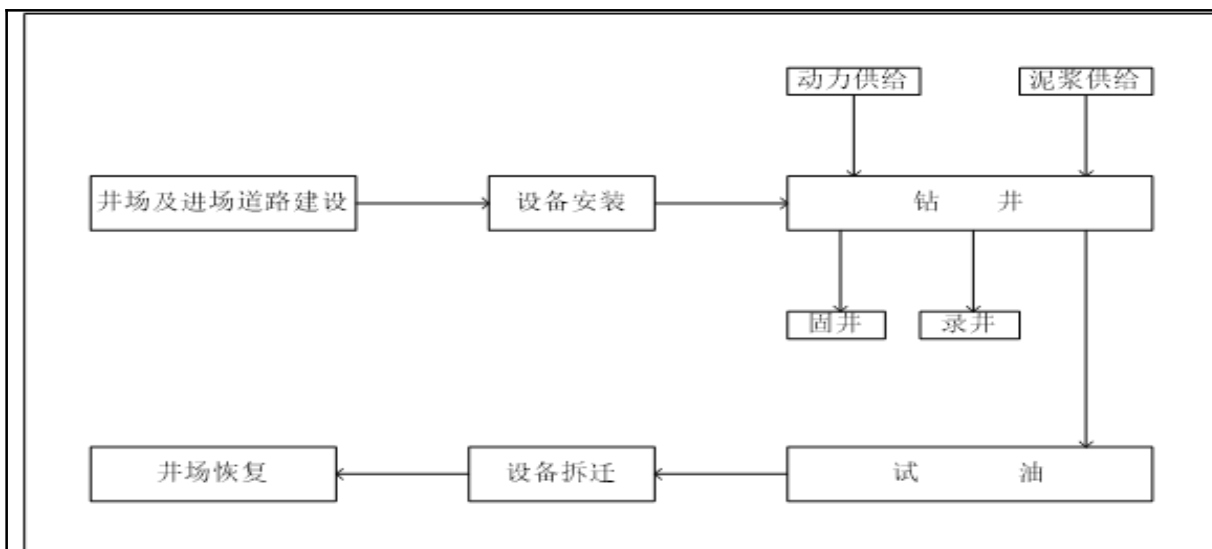 动力供给
泥浆供给
井场及进场道路建设
设备安装
钻井
固井
录井
井场恢复
设备拆迁
试油